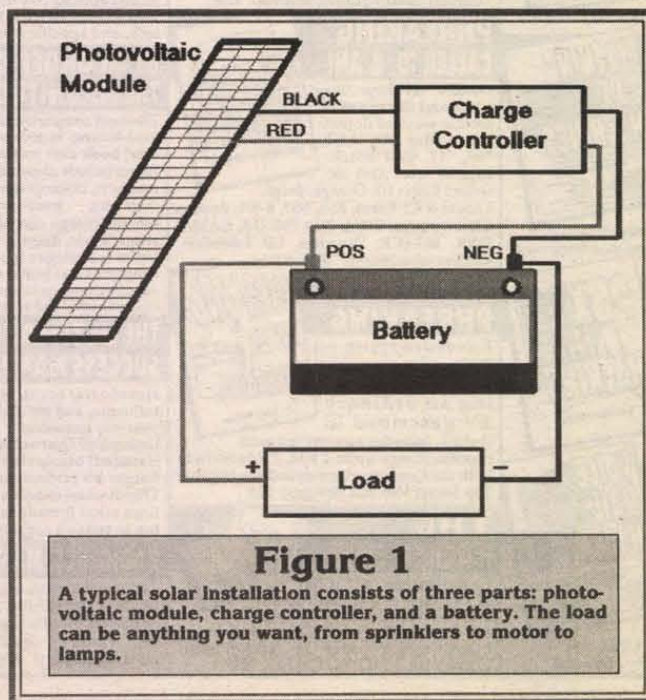 Photovoltaic
Module
BLACK
RED
Charge
Controller
POS
NEG
Battery
+
Load
−
Figure 1
A typical solar installation consists of three parts: photo-
voltaic module, charge controller, and a battery. The load
can be anything you want, from sprinklers to motor to
lamps.